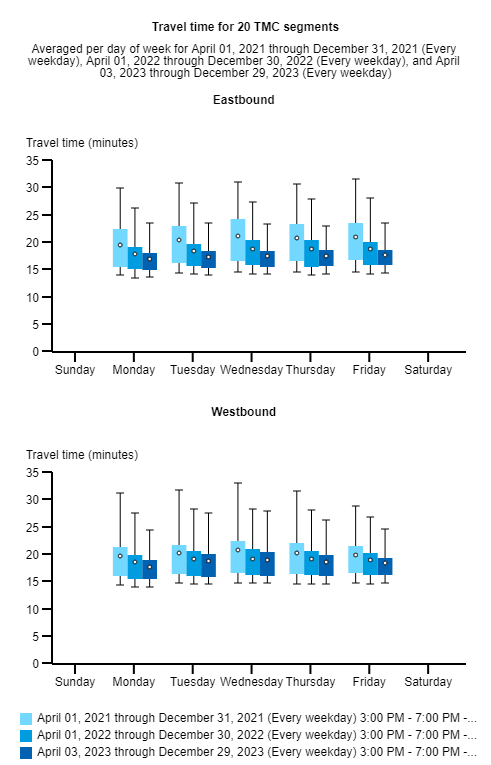 Travel time for 20 TMC segments
Averaged per day of week for April 01, 2021 through December 31, 2021 (Every
weekday), April 01, 2022 through December 30, 2022 (Every weekday), and April
03, 2023 through December 29, 2023 (Every weekday)
Eastbound
Travel time (minutes)
35
30
25
20
15
10
5
0
Sunday Monday Tuesday Wednesday Thursday Friday Saturday
Westbound
Travel time (minutes)
35
30
25
20
15
10
5
0
Sunday Monday Tuesday Wednesday Thursday Friday Saturday
April 01, 2021 through December 31, 2021 (Every weekday) 3:00 PM - 7:00 PM -...
April 01, 2022 through December 30, 2022 (Every weekday) 3:00 PM - 7:00 PM -...
April 03, 2023 through December 29, 2023 (Every weekday) 3:00 PM - 7:00 PM -...